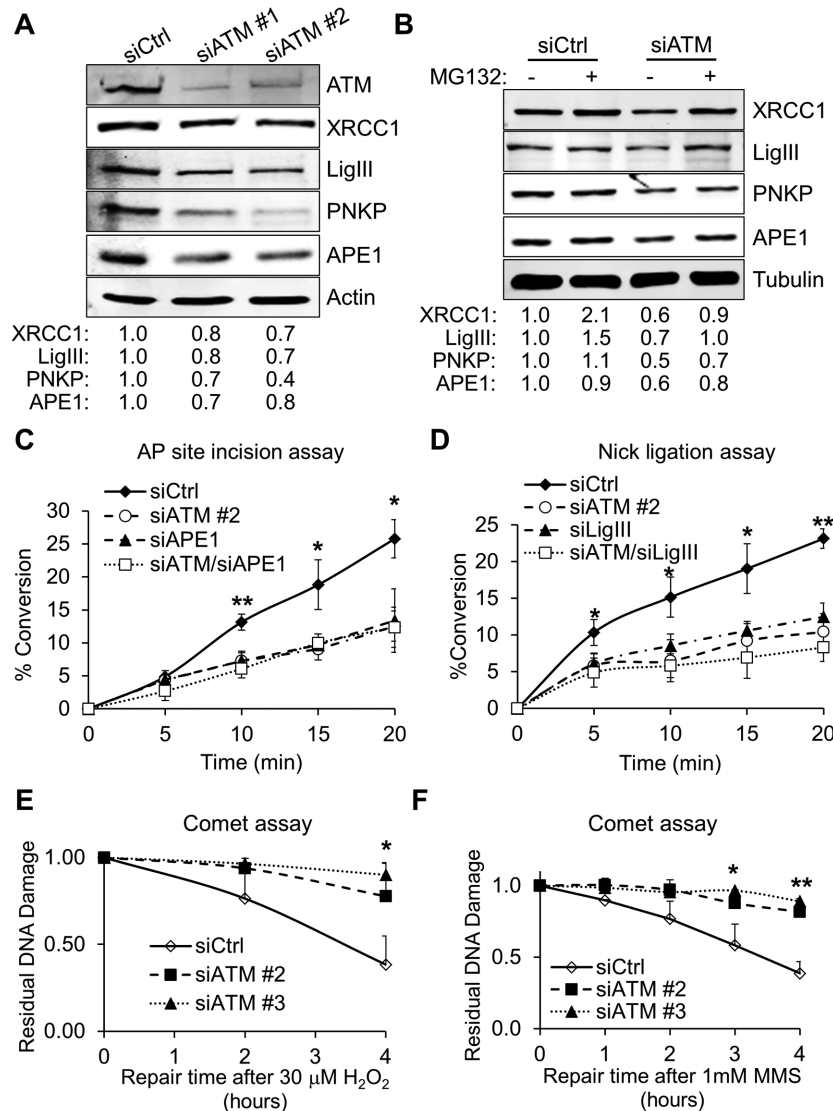 A
siCtrl
siATM #1
siATM #2
ATM
XRCC1
LigIII
PNKP
APE1
Actin
XRCC1: 1.0 0.8 0.7
LigIII: 1.0 0.8 0.7
PNKP: 1.0 0.7 0.4
APE1: 1.0 0.7 0.8
B
siCtrl siATM
MG132: - + - +
XRCC1
LigIII
PNKP
APE1
Tubulin
XRCC1: 1.0 2.1 0.6 0.9
LigIII: 1.0 1.5 0.7 1.0
PNKP: 1.0 1.1 0.5 0.7
APE1: 1.0 0.9 0.6 0.8
C
AP site incision assay
siCtrl
siATM #2
siAPE1
siATM/siAPE1
% Conversion
30
25
20
15
10
5
0
** * *
0 5 10 15 20
Time (min)
D
Nick ligation assay
siCtrl
siATM #2
siLigIII
siATM/siLigIII
%Conversion
25
20
15
10
5
0
* * * **
0 5 10 15 20
Time (min)
E
Comet assay
Residual DNA Damage
1.00
0.50
0.00
*
siCtrl
siATM #2
siATM #3
0 1 2 3 4
Repair time after 30 μM H₂O₂
(hours)
F
Comet assay
Residual DNA Damage
1.0
0.5
0.0
* **
siCtrl
siATM #2
siATM #3
0 1 2 3 4
Repair time after 1mM MMS
(hours)